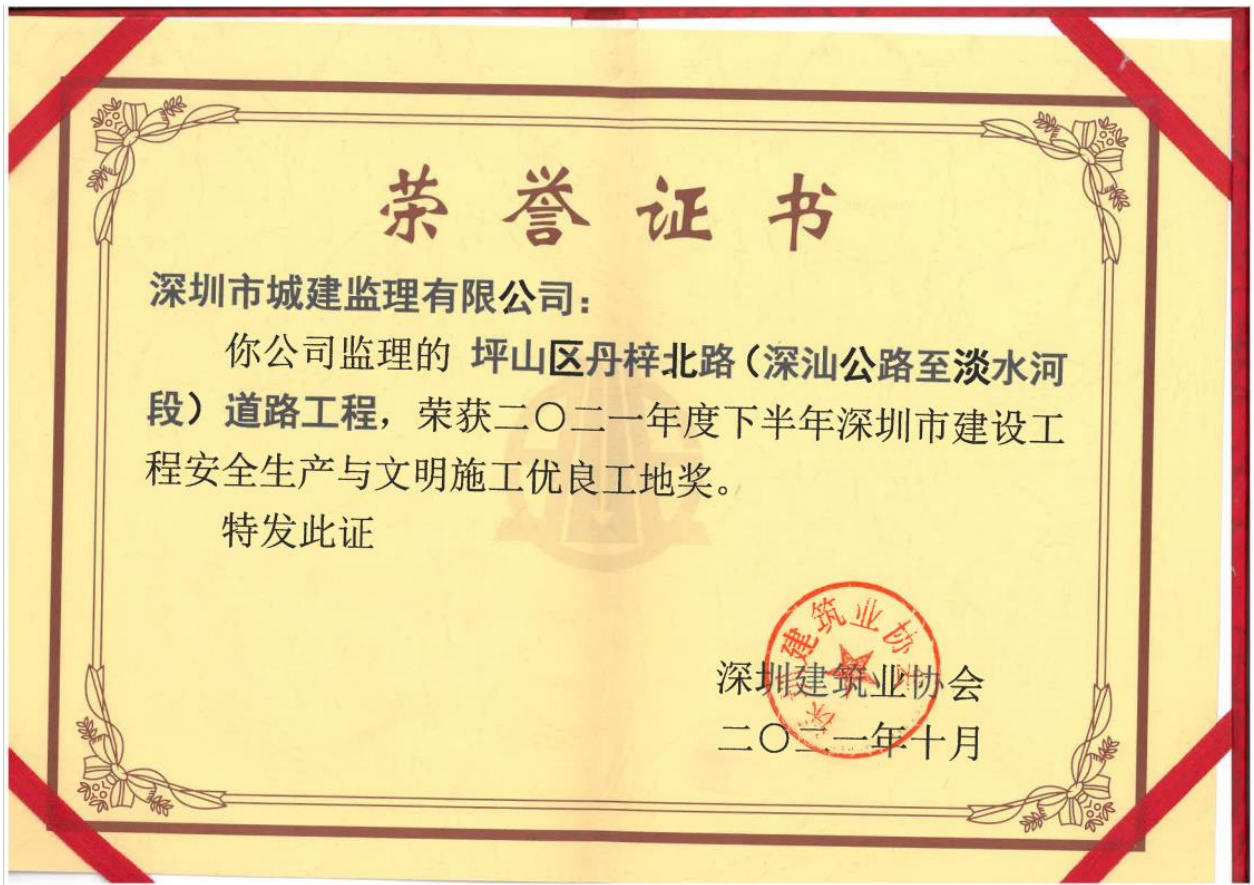 荣誉证书
深圳市城建监理有限公司：
你公司监理的 坪山区丹梓北路（深汕公路至淡水河
段）道路工程，荣获二〇二一年度下半年深圳市建设工
程安全生产与文明施工优良工地奖。
特发此证
深圳建筑业协会
深圳建筑业协会
二〇二一年十月